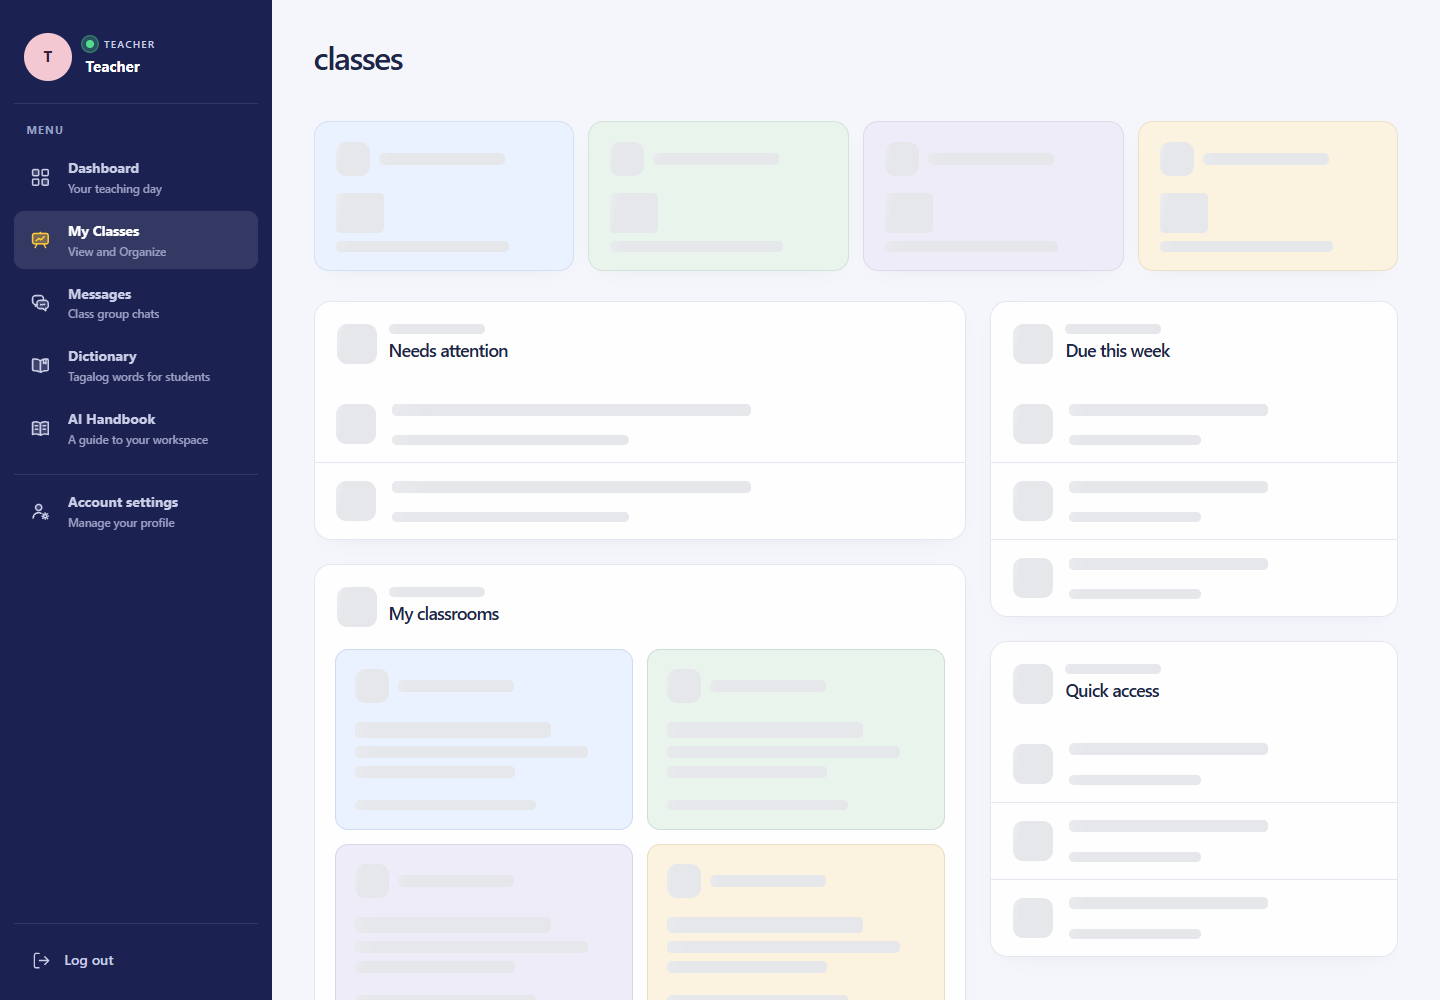 T
TEACHER
Teacher
MENU
Dashboard
Your teaching day
My Classes
View and Organize
Messages
Class group chats
Dictionary
Tagalog words for students
AI Handbook
A guide to your workspace
Account settings
Manage your profile
Log out
classes
Needs attention
My classrooms
Due this week
Quick access